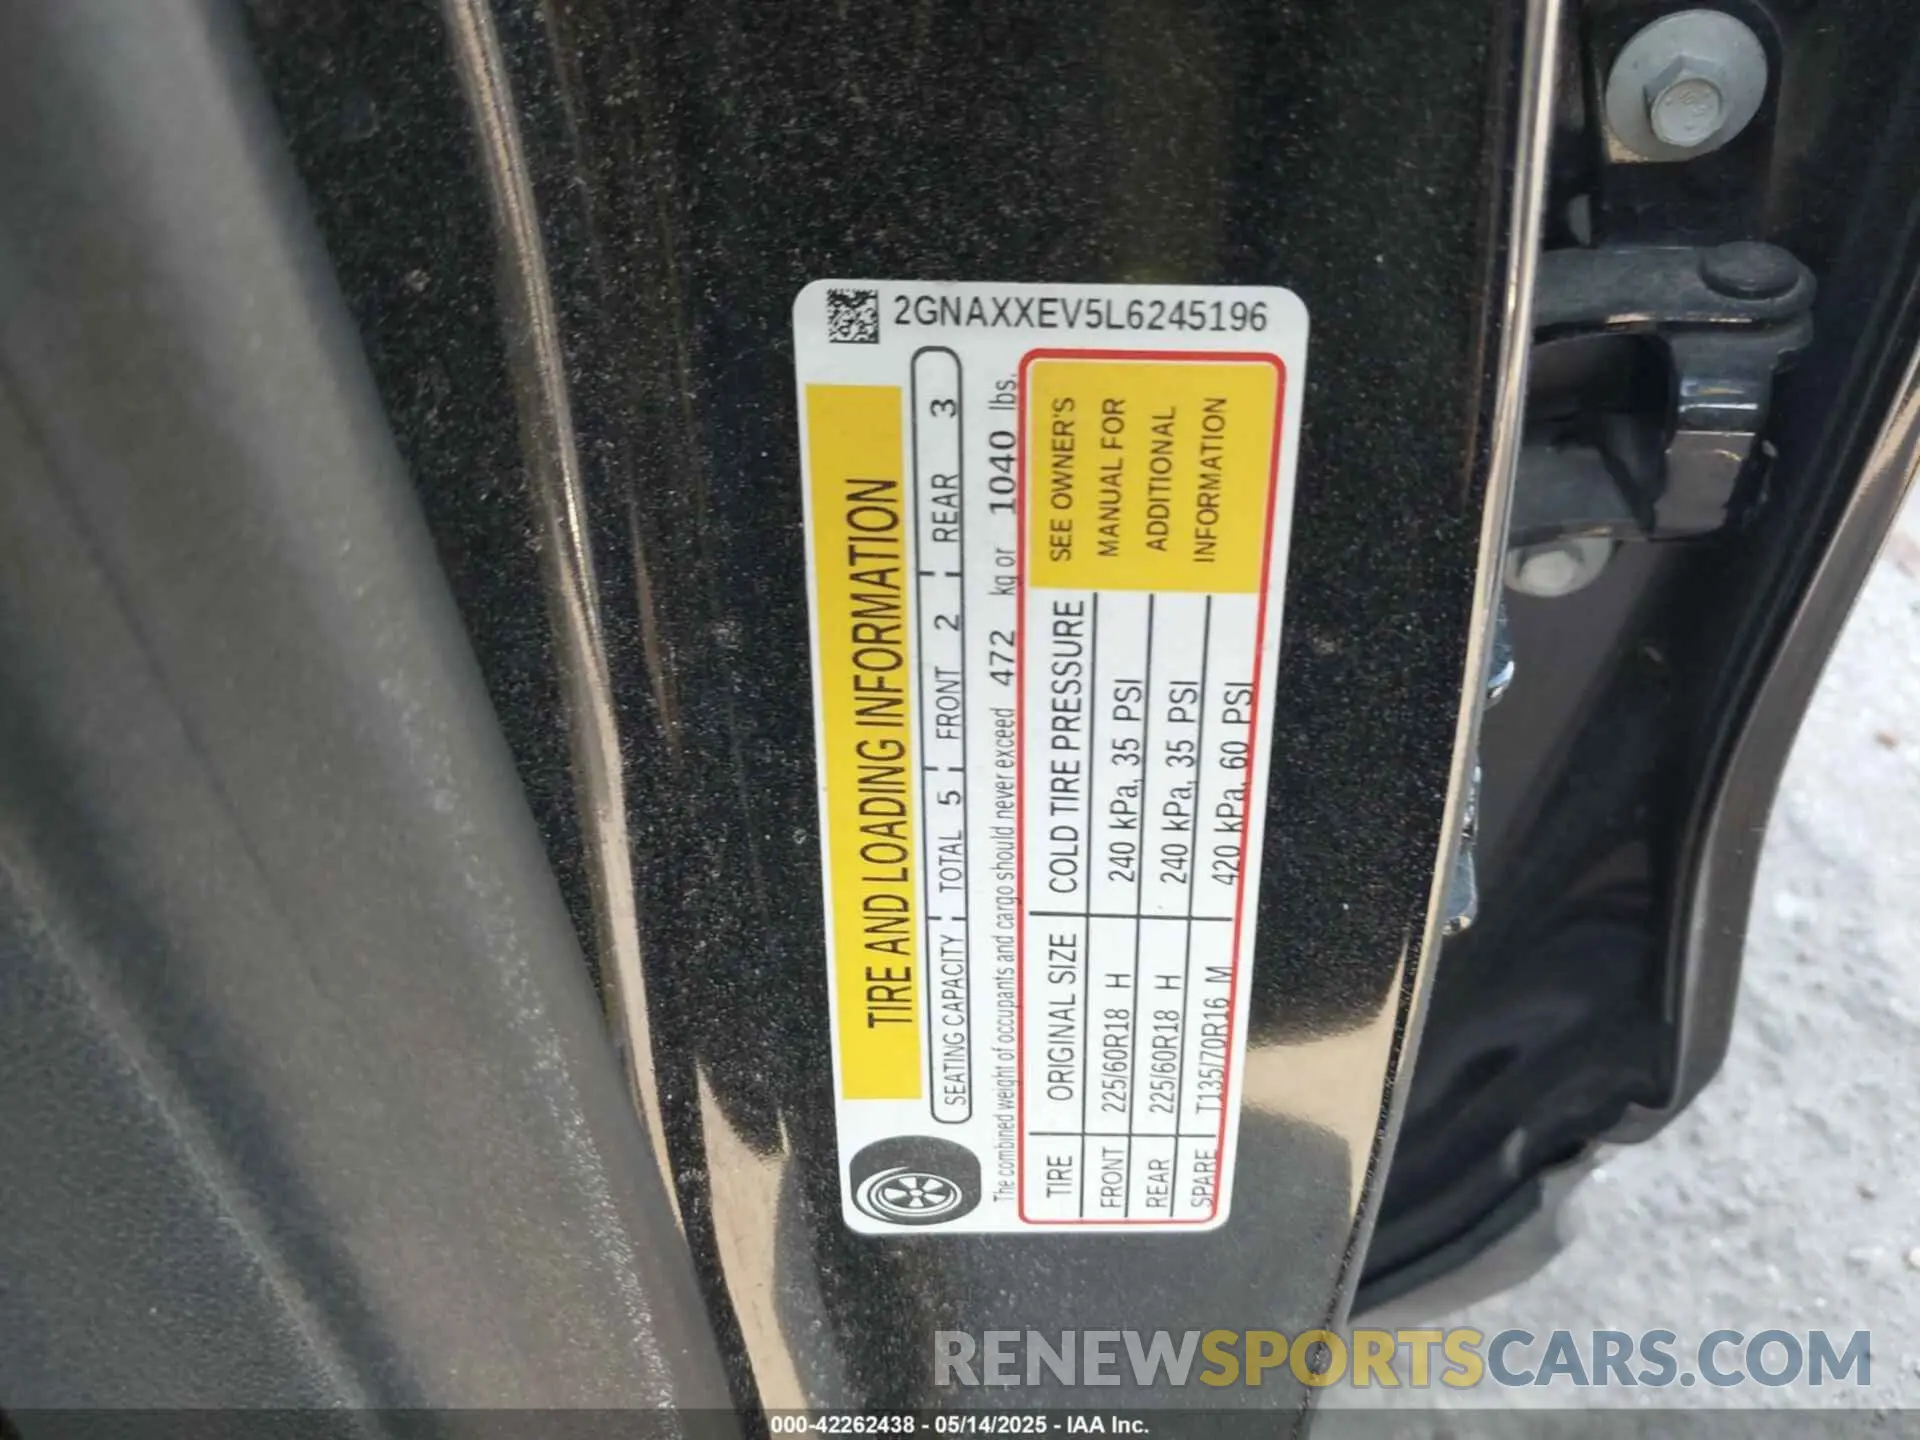 2GNAXXEV5L6245196
TIRE AND LOADING INFORMATION
SEATING CAPACITY TOTAL 5 FRONT 2 REAR 3
The combined weight of occupants and cargo should never exceed 472 kg or 1040 lbs.
TIRE ORIGINAL SIZE COLD TIRE PRESSURE
FRONT 225/60R18 H 240 kPa, 35 PSI
REAR 225/60R18 H 240 kPa, 35 PSI
SPARE T135/70R16 M 420 kPa, 60 PSI
SEE OWNER'S
MANUAL FOR
ADDITIONAL
INFORMATION
RENEWSPORTSCARS.COM
000-42262438 - 05/14/2025 - IAA Inc.